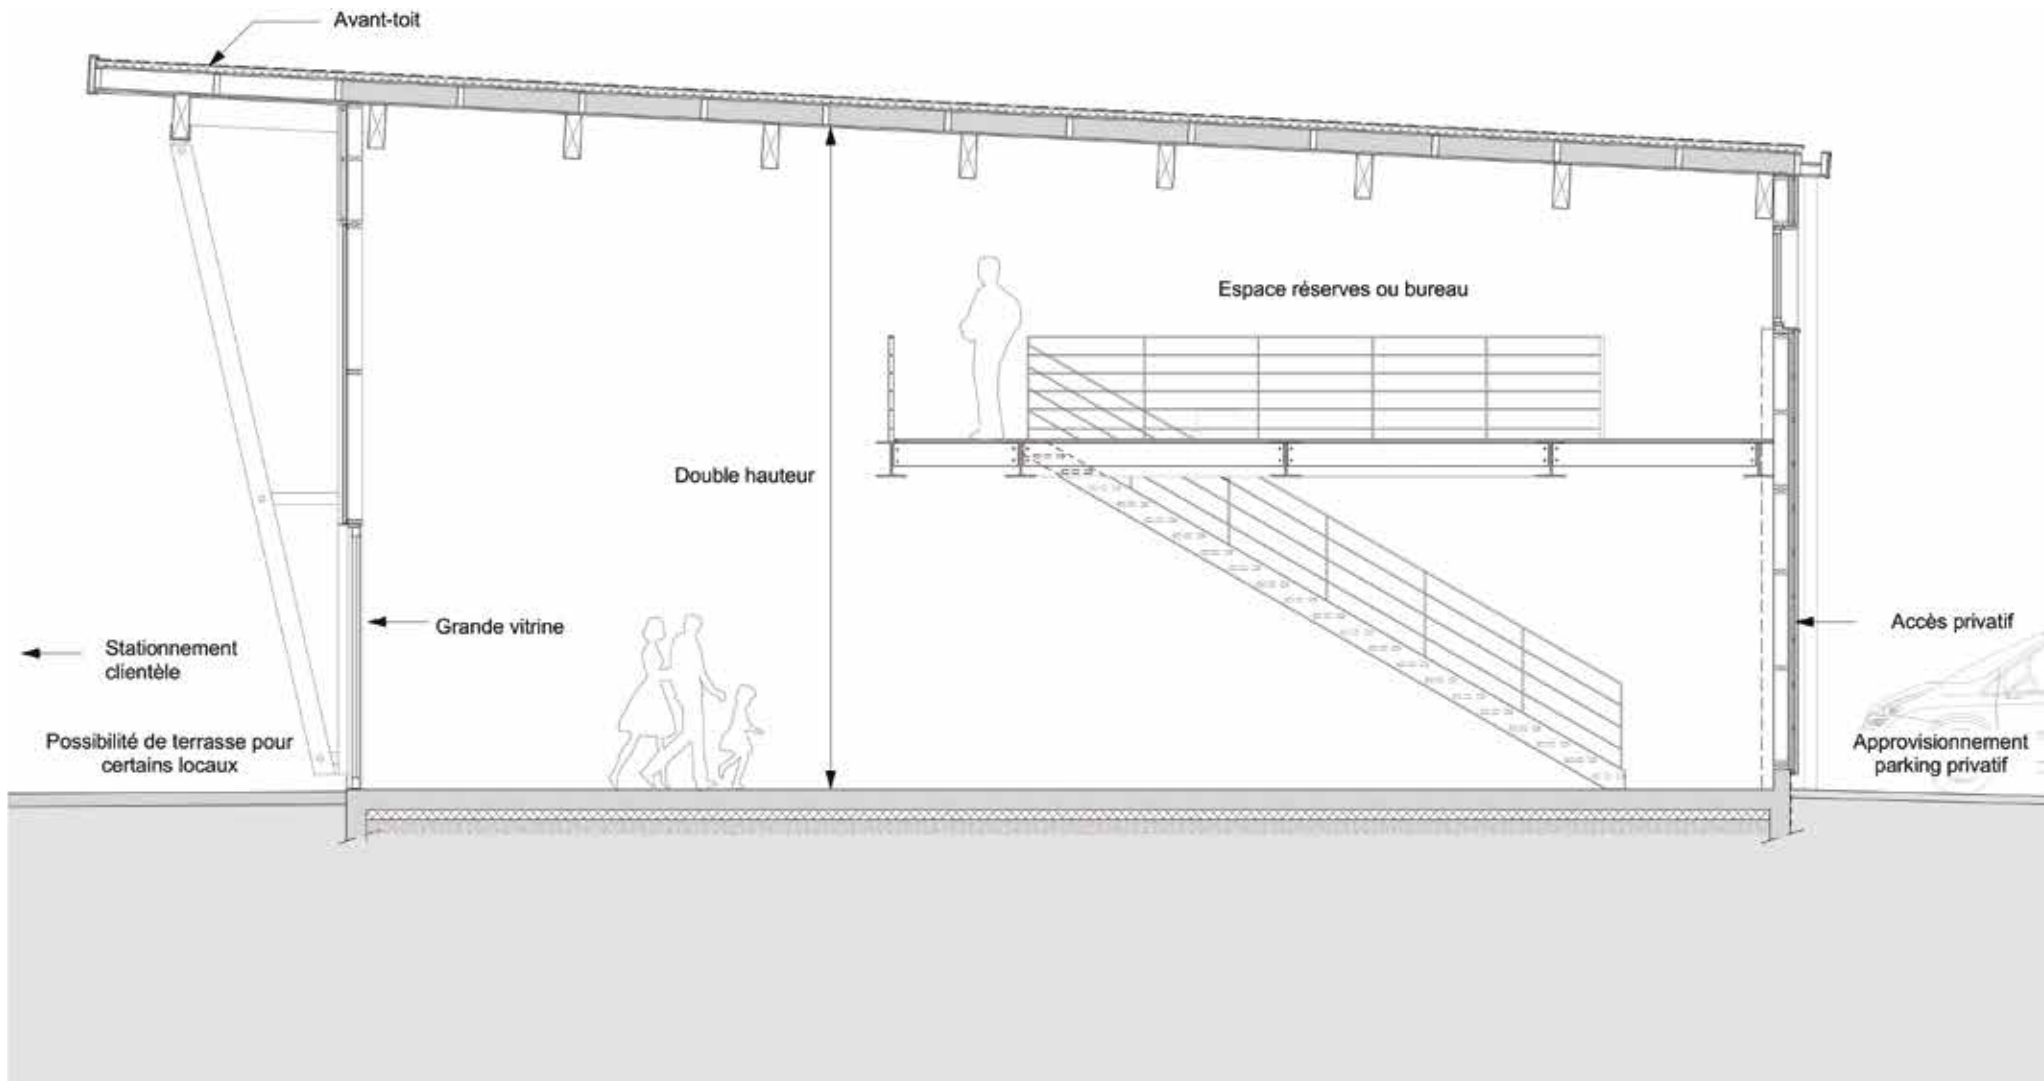 Avant-toit
Espace réserves ou bureau
Double hauteur
Grande vitrine
Accès privatif
Stationnement
clientèle
Possibilité de terrasse pour
certains locaux
Approvisionnement
parking privatif